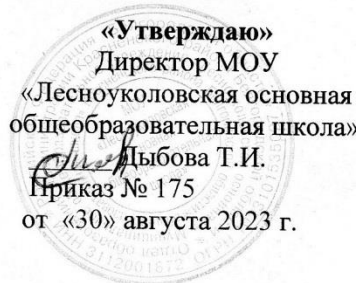 «Утверждаю»
Директор МОУ
«Лесноуколовская основная
общеобразовательная школа»
Дыбова Т.И.
Приказ № 175
от «30» августа 2023 г.